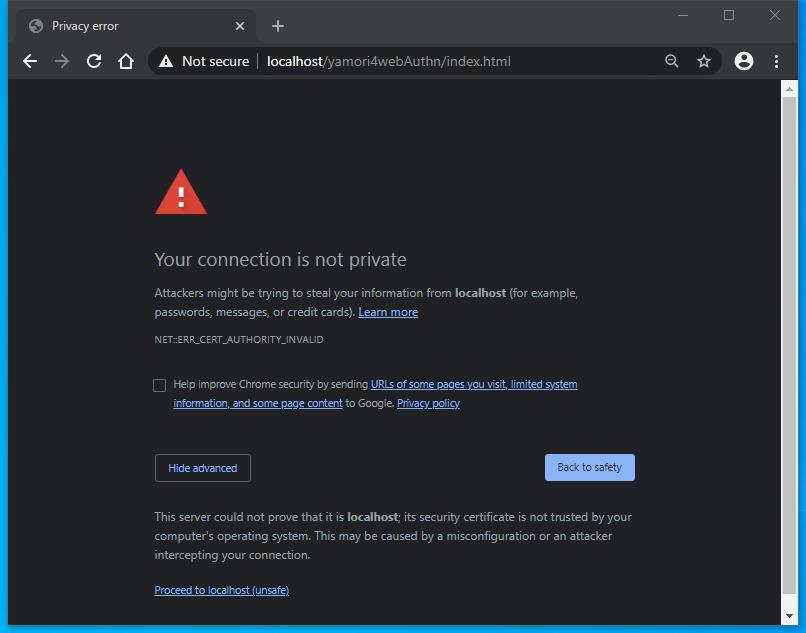 Privacy error
Not secure localhost/yamori4webAuthn/index.html
Your connection is not private
Attackers might be trying to steal your information from localhost (for example,
passwords, messages, or credit cards). Learn more
NET::ERR_CERT_AUTHORITY_INVALID
Help improve Chrome security by sending URLs of some pages you visit, limited system
information, and some page content to Google. Privacy policy
Hide advanced
Back to safety
This server could not prove that it is localhost; its security certificate is not trusted by your
computer's operating system. This may be caused by a misconfiguration or an attacker
intercepting your connection.
Proceed to localhost (unsafe)